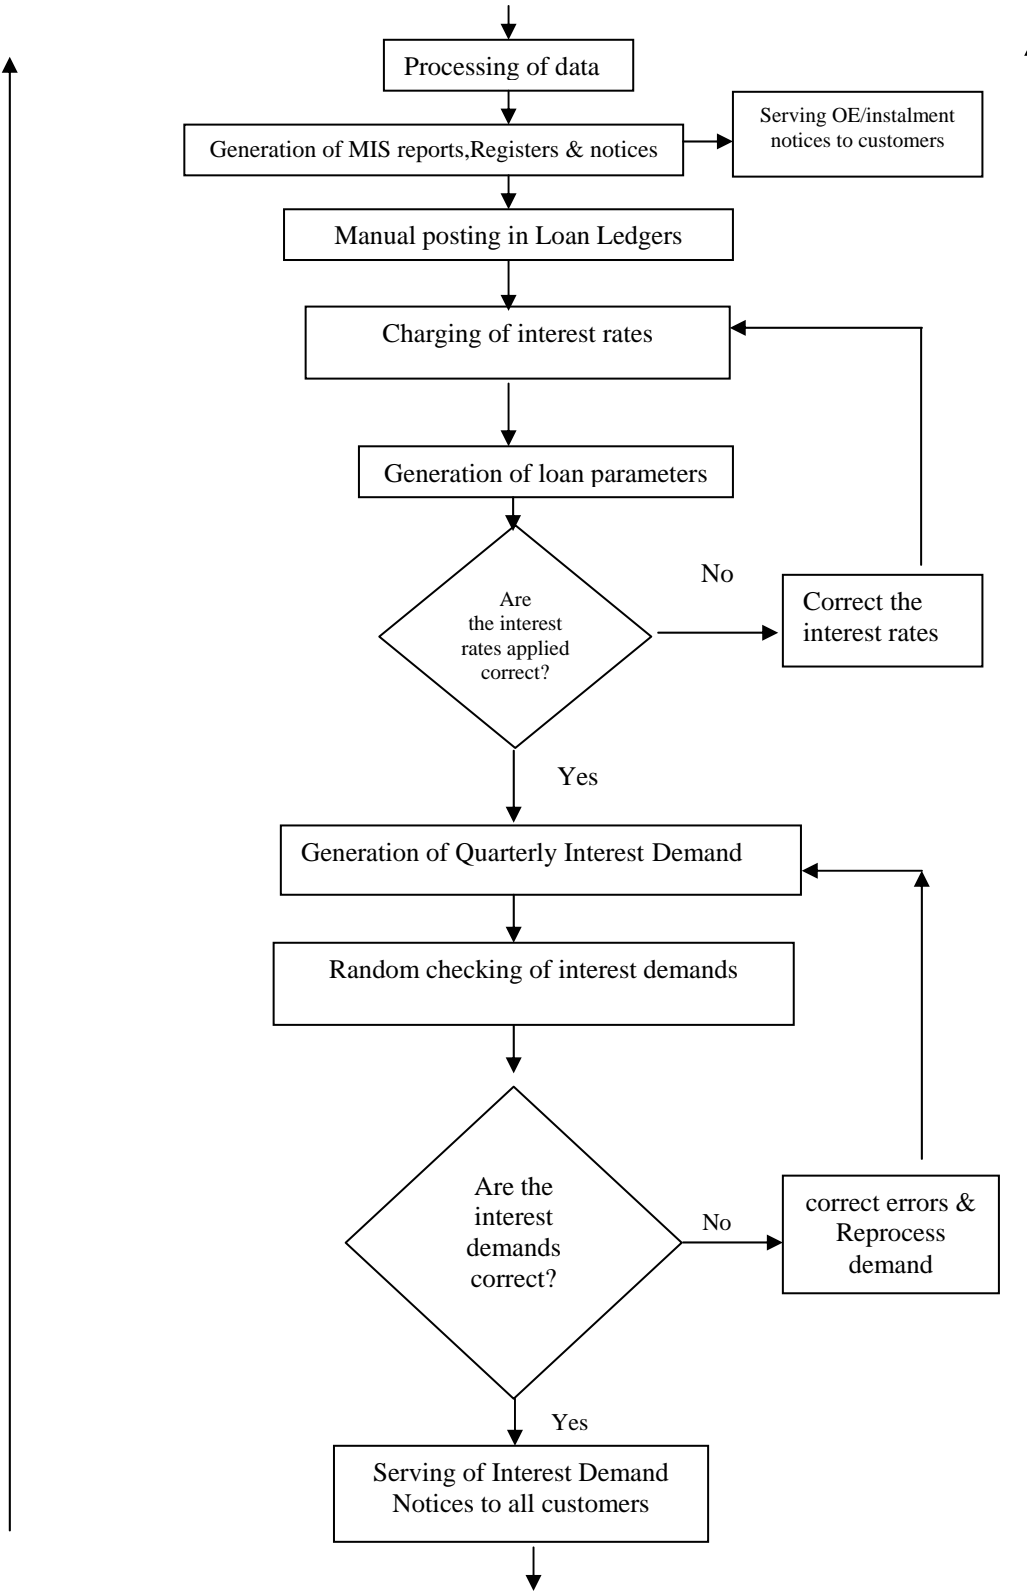 Processing of data
Serving OE/instalment
notices to customers
Generation of MIS reports,Registers & notices
Manual posting in Loan Ledgers
Charging of interest rates
Generation of loan parameters
No
Are
the interest
rates applied
correct?
Correct the
interest rates
Yes
Generation of Quarterly Interest Demand
Random checking of interest demands
Are the
interest
demands
correct?
No
correct errors &
Reprocess
demand
Yes
Serving of Interest Demand
Notices to all customers